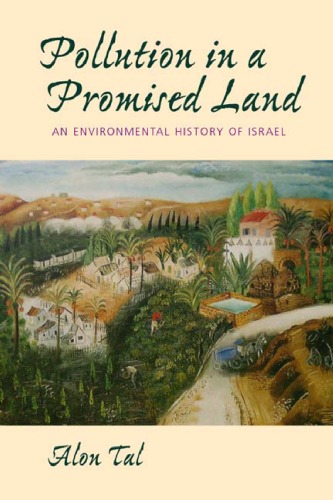 Pollution in a
Promised Land
AN ENVIRONMENTAL HISTORY OF ISRAEL
Alon Tal